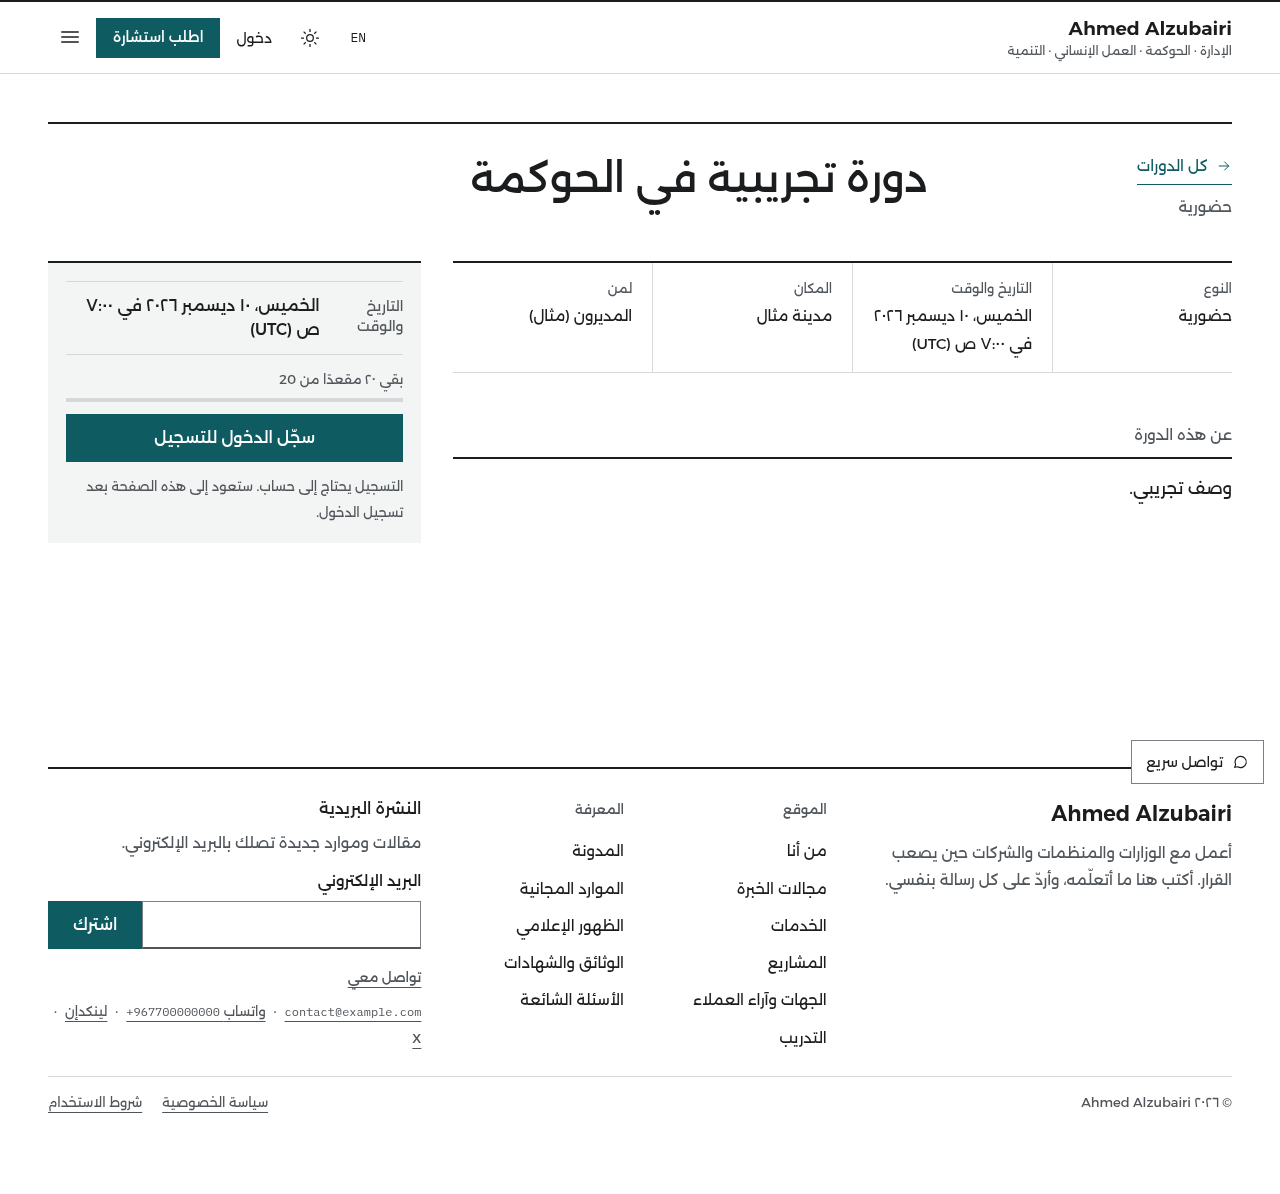 Ahmed Alzubairi
الإدارة · الحوكمة · العمل الإنساني · التنمية
EN
دخول
اطلب استشارة
كل الدورات
حضورية
دورة تجريبية في الحوكمة
النوع
حضورية
التاريخ والوقت
الخميس، ١٠ ديسمبر ٢٠٢٦
في ٧:٠٠ ص (UTC)
المكان
مدينة مثال
لمن
المديرون (مثال)
عن هذه الدورة
وصف تجريبي.
التاريخ
والوقت
الخميس، ١٠ ديسمبر ٢٠٢٦ في ٧:٠٠
ص (UTC)
بقي ٢٠ مقعدًا من 20
سجّل الدخول للتسجيل
التسجيل يحتاج إلى حساب. ستعود إلى هذه الصفحة بعد
تسجيل الدخول.
تواصل سريع
Ahmed Alzubairi
أعمل مع الوزارات والمنظمات والشركات حين يصعب
القرار. أكتب هنا ما أتعلّمه، وأردّ على كل رسالة بنفسي.
الموقع
من أنا
مجالات الخبرة
الخدمات
المشاريع
الجهات وآراء العملاء
التدريب
المعرفة
المدونة
الموارد المجانية
الظهور الإعلامي
الوثائق والشهادات
الأسئلة الشائعة
النشرة البريدية
مقالات وموارد جديدة تصلك بالبريد الإلكتروني.
البريد الإلكتروني
اشترك
تواصل معي
contact@example.com · واتساب +967700000000 · لينكدإن ·
X
© ٢٠٢٦ Ahmed Alzubairi
سياسة الخصوصية
شروط الاستخدام